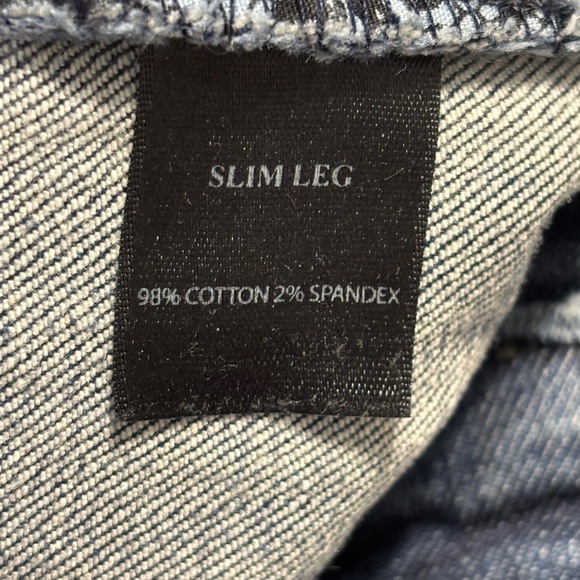 SLIM LEG
98% COTTON 2% SPANDEX